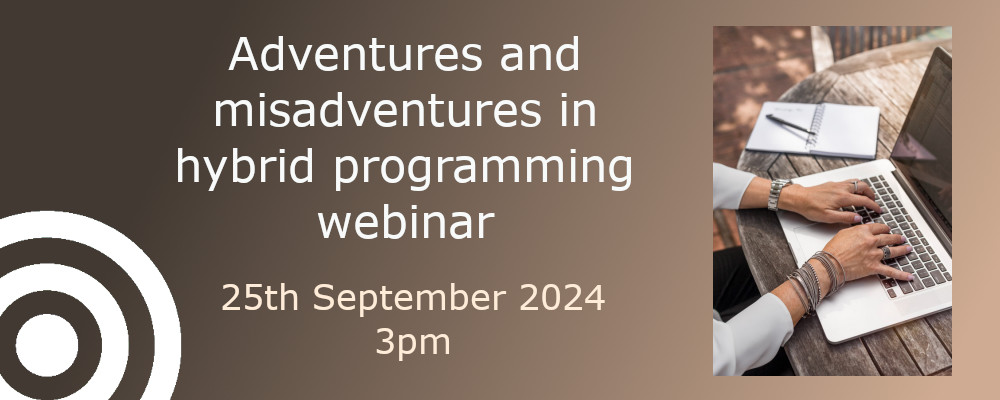 Adventures and
misadventures in
hybrid programming
webinar
25th September 2024
3pm